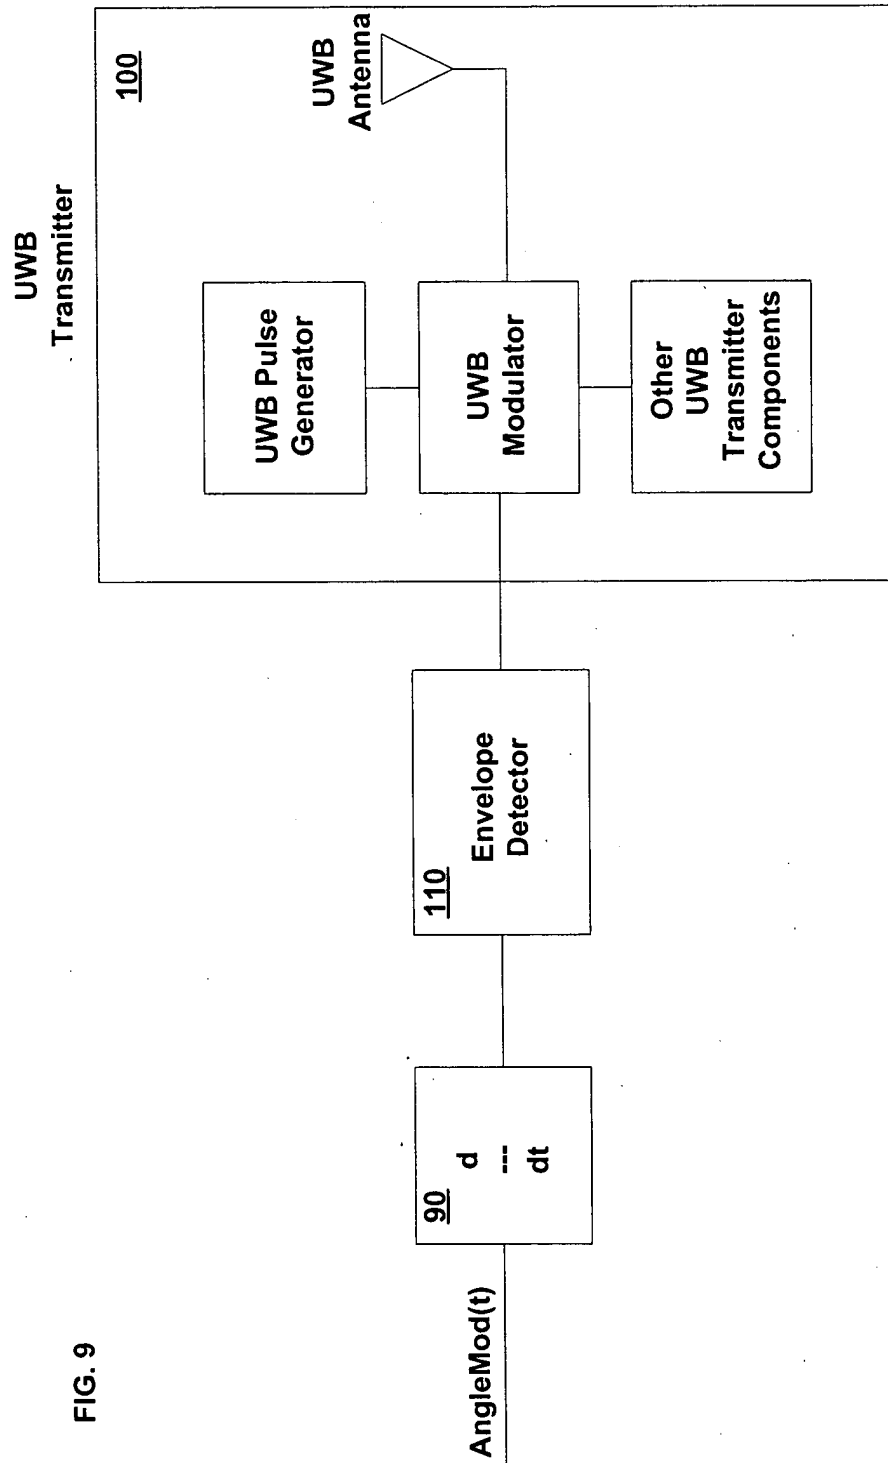 FIG. 9
AngleMod(t)
90
d
---
dt
110
Envelope
Detector
UWB
Transmitter
100
UWB Pulse
Generator
UWB
Modulator
Other
UWB
Transmitter
Components
UWB
Antenna